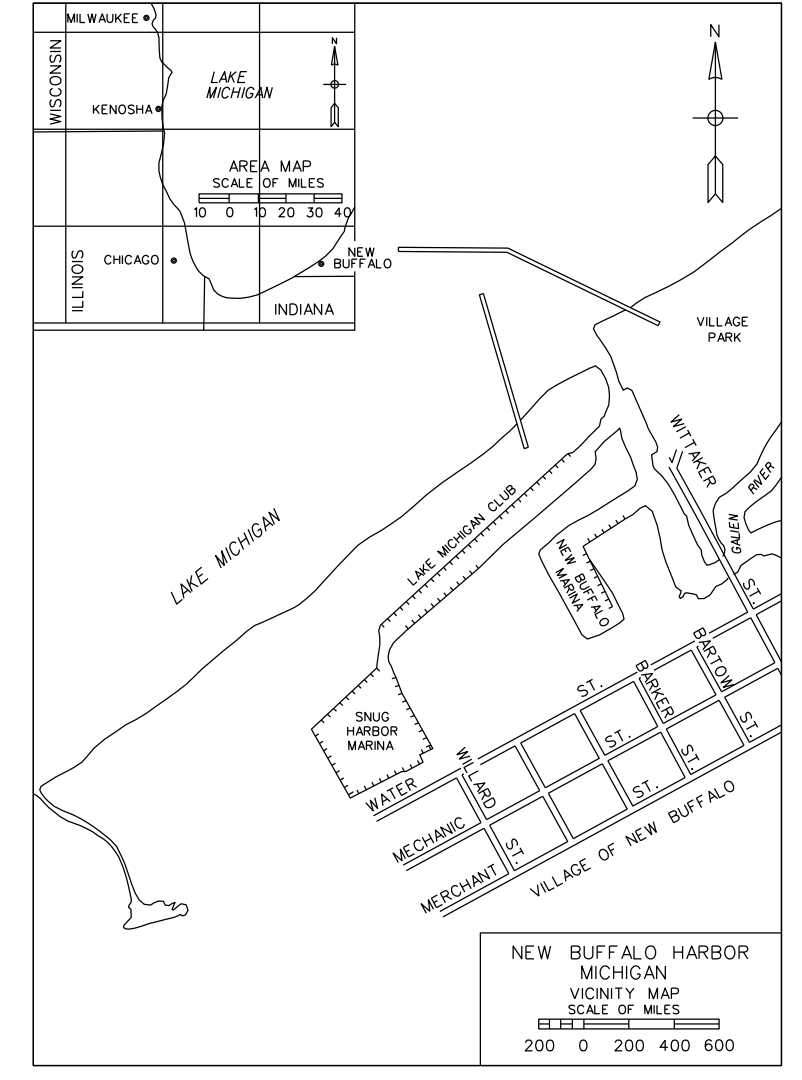 MILWAUKEE
WISCONSIN
KENOSHA
LAKE
MICHIGAN
N
AREA MAP
SCALE OF MILES
10 0 10 20 30 40
ILLINOIS
CHICAGO
NEW
BUFFALO
INDIANA
N
VILLAGE
PARK
WITTAKER
ST.
GALIEN
RIVER
LAKE MICHIGAN
LAKE MICHIGAN CLUB
NEW BUFFALO
MARINA
SNUG
HARBOR
MARINA
WATER
ST.
MECHANIC
ST.
MERCHANT
ST.
WILLARD
ST.
BARKER
ST.
BARTOW
ST.
VILLAGE OF NEW BUFFALO
NEW BUFFALO HARBOR
MICHIGAN
VICINITY MAP
SCALE OF MILES
200 0 200 400 600